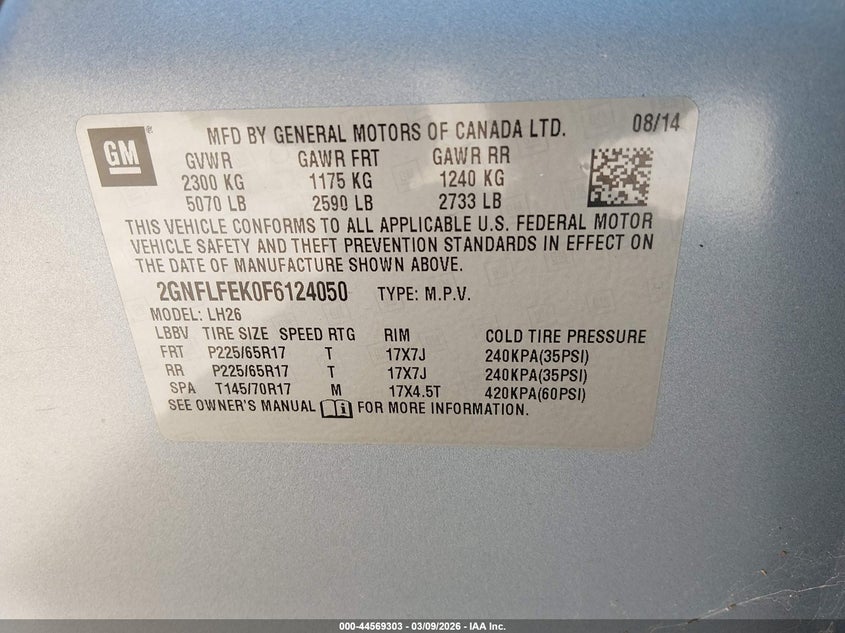 GM
MFD BY GENERAL MOTORS OF CANADA LTD. 08/14
GVWR GAWR FRT GAWR RR
2300 KG 1175 KG 1240 KG
5070 LB 2590 LB 2733 LB
THIS VEHICLE CONFORMS TO ALL APPLICABLE U.S. FEDERAL MOTOR
VEHICLE SAFETY AND THEFT PREVENTION STANDARDS IN EFFECT ON
THE DATE OF MANUFACTURE SHOWN ABOVE.
2GNFLFEK0F6124050 TYPE: M.P.V.
MODEL: LH26
LBBV TIRE SIZE SPEED RTG RIM COLD TIRE PRESSURE
FRT P225/65R17 T 17X7J 240KPA(35PSI)
RR P225/65R17 T 17X7J 240KPA(35PSI)
SPA T145/70R17 M 17X4.5T 420KPA(60PSI)
SEE OWNER'S MANUAL FOR MORE INFORMATION.
000-44569303 - 03/09/2026 - IAA Inc.